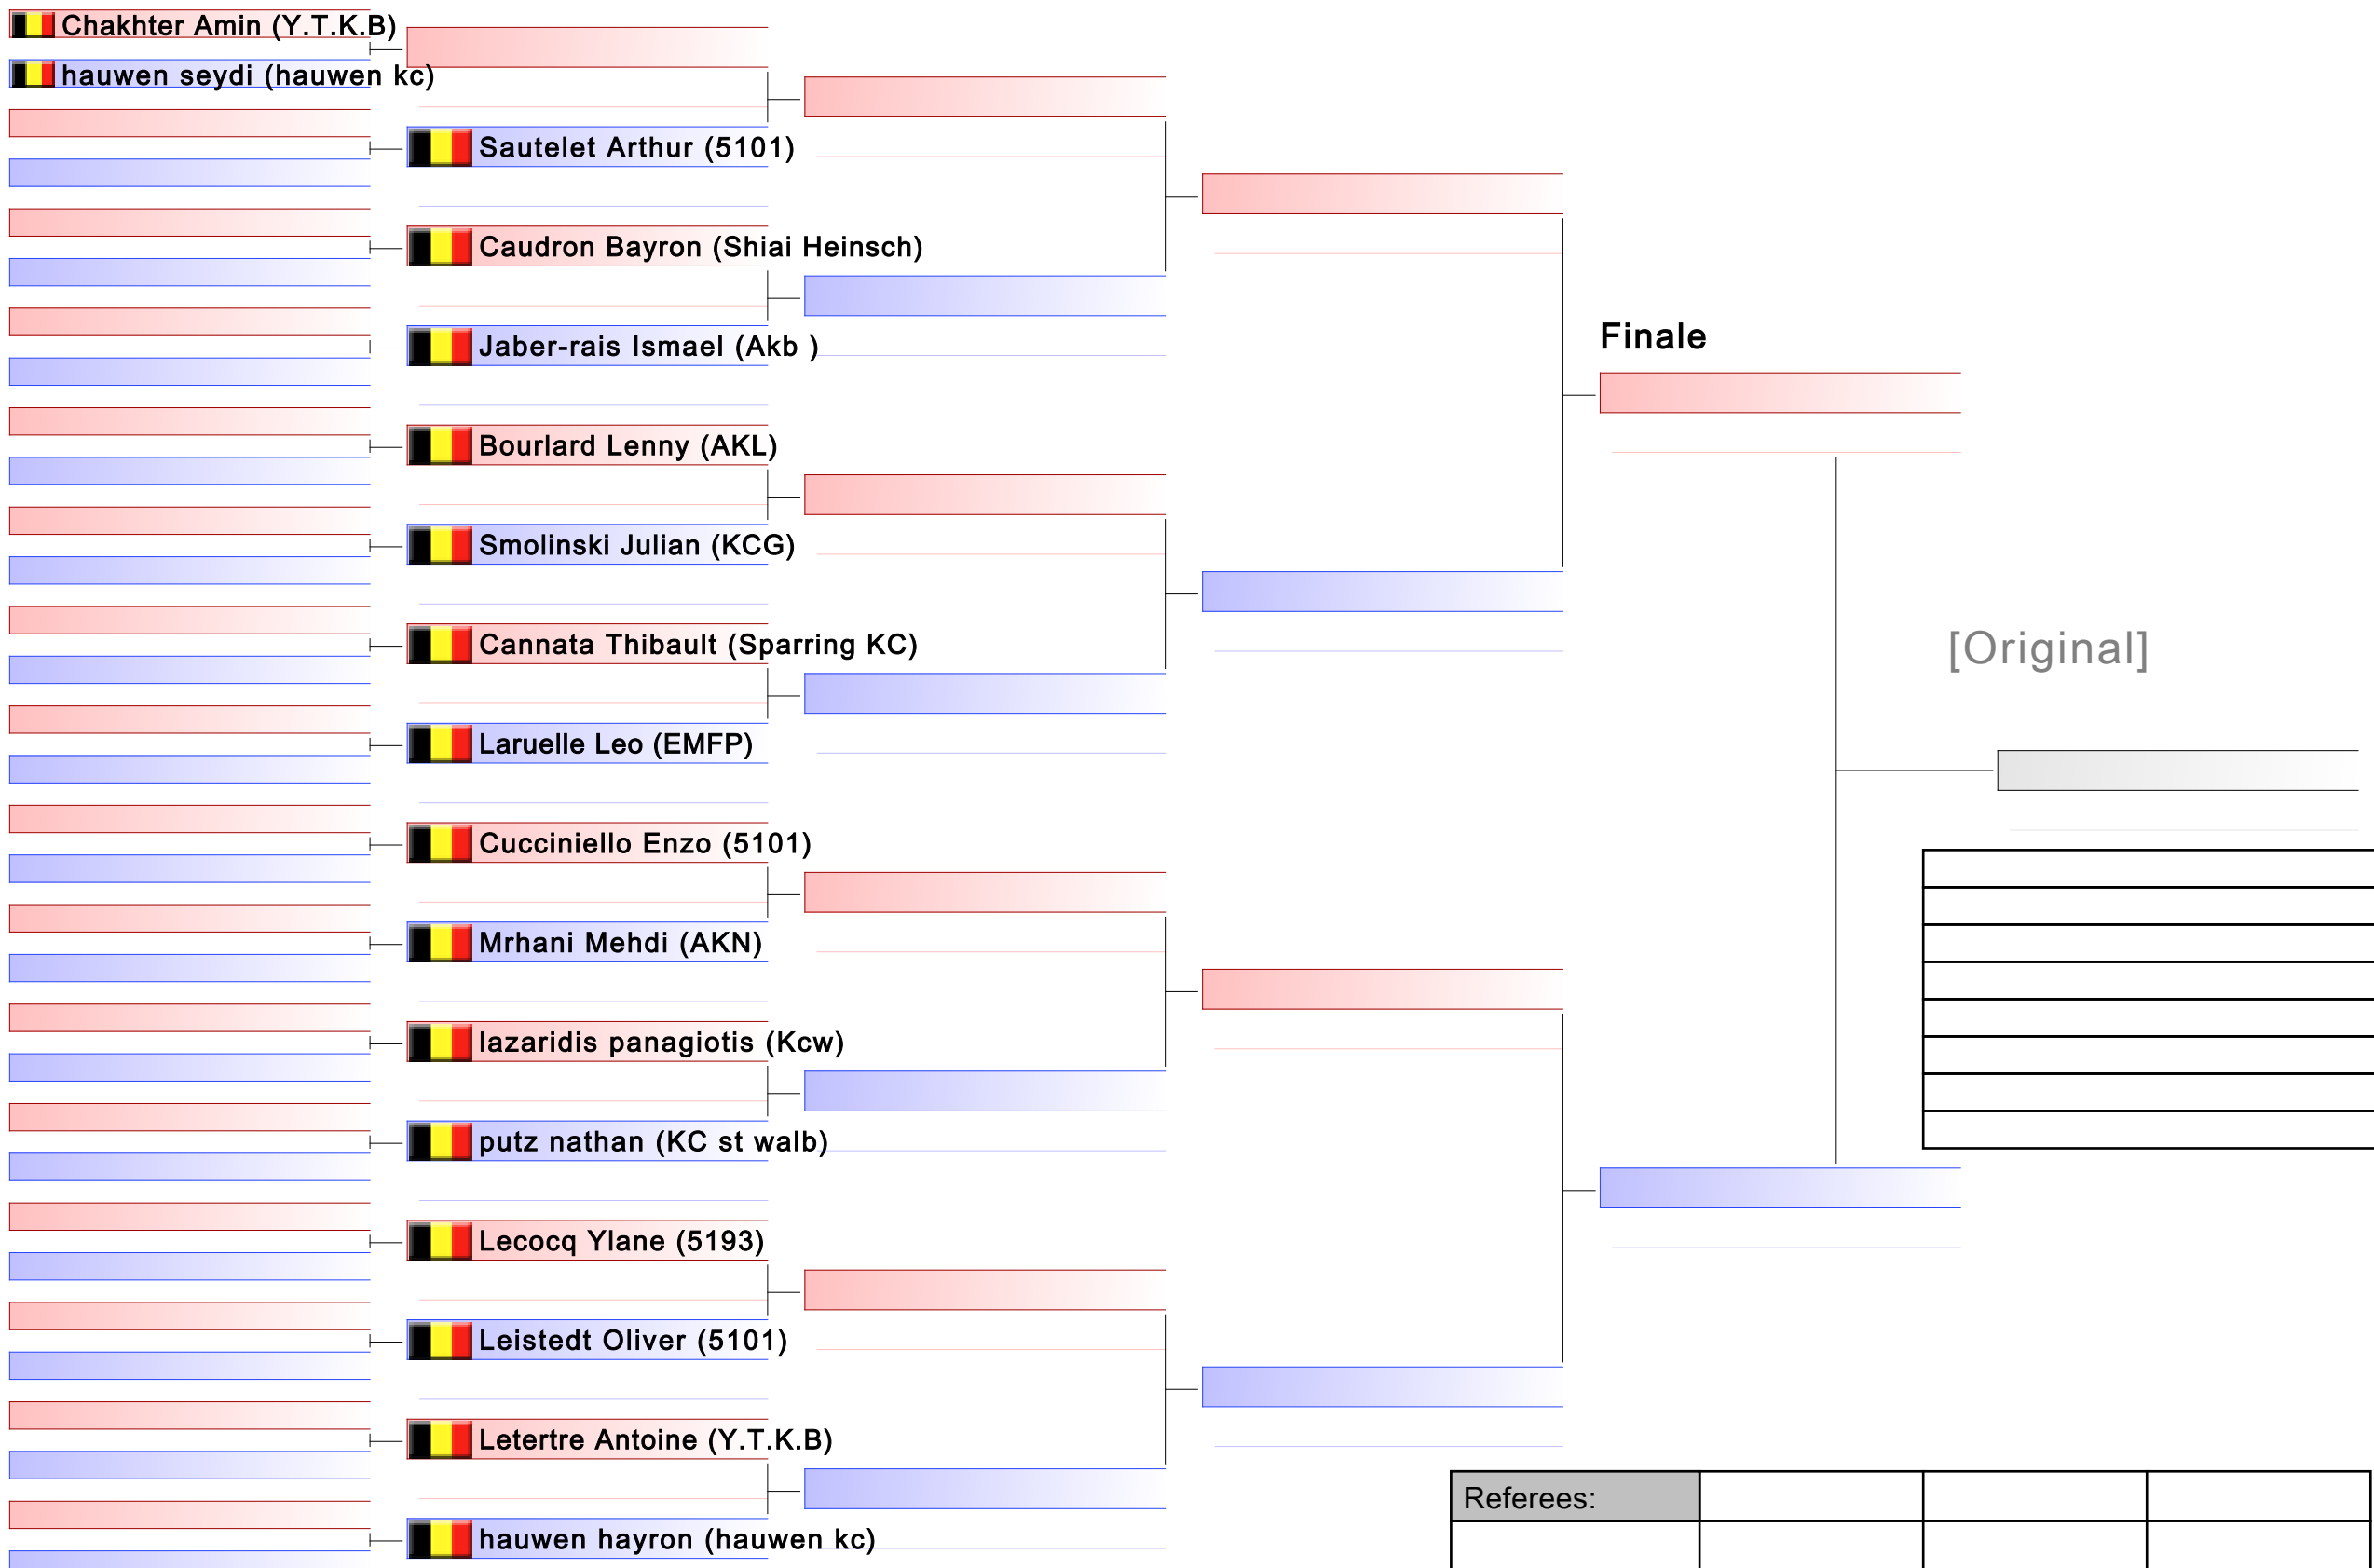 Chakhter Amin (Y.T.K.B)
hauwen seydi (hauwen kc)
Sautelet Arthur (5101)
Caudron Bayron (Shiai Heinsch)
Jaber-rais Ismael (Akb )
Bourlard Lenny (AKL)
Smolinski Julian (KCG)
Cannata Thibault (Sparring KC)
Laruelle Leo (EMFP)
Cucciniello Enzo (5101)
Mrhani Mehdi (AKN)
lazaridis panagiotis (Kcw)
putz nathan (KC st walb)
Lecocq Ylane (5193)
Leistedt Oliver (5101)
Letertre Antoine (Y.T.K.B)
hauwen hayron (hauwen kc)
Finale
[Original]
Referees: